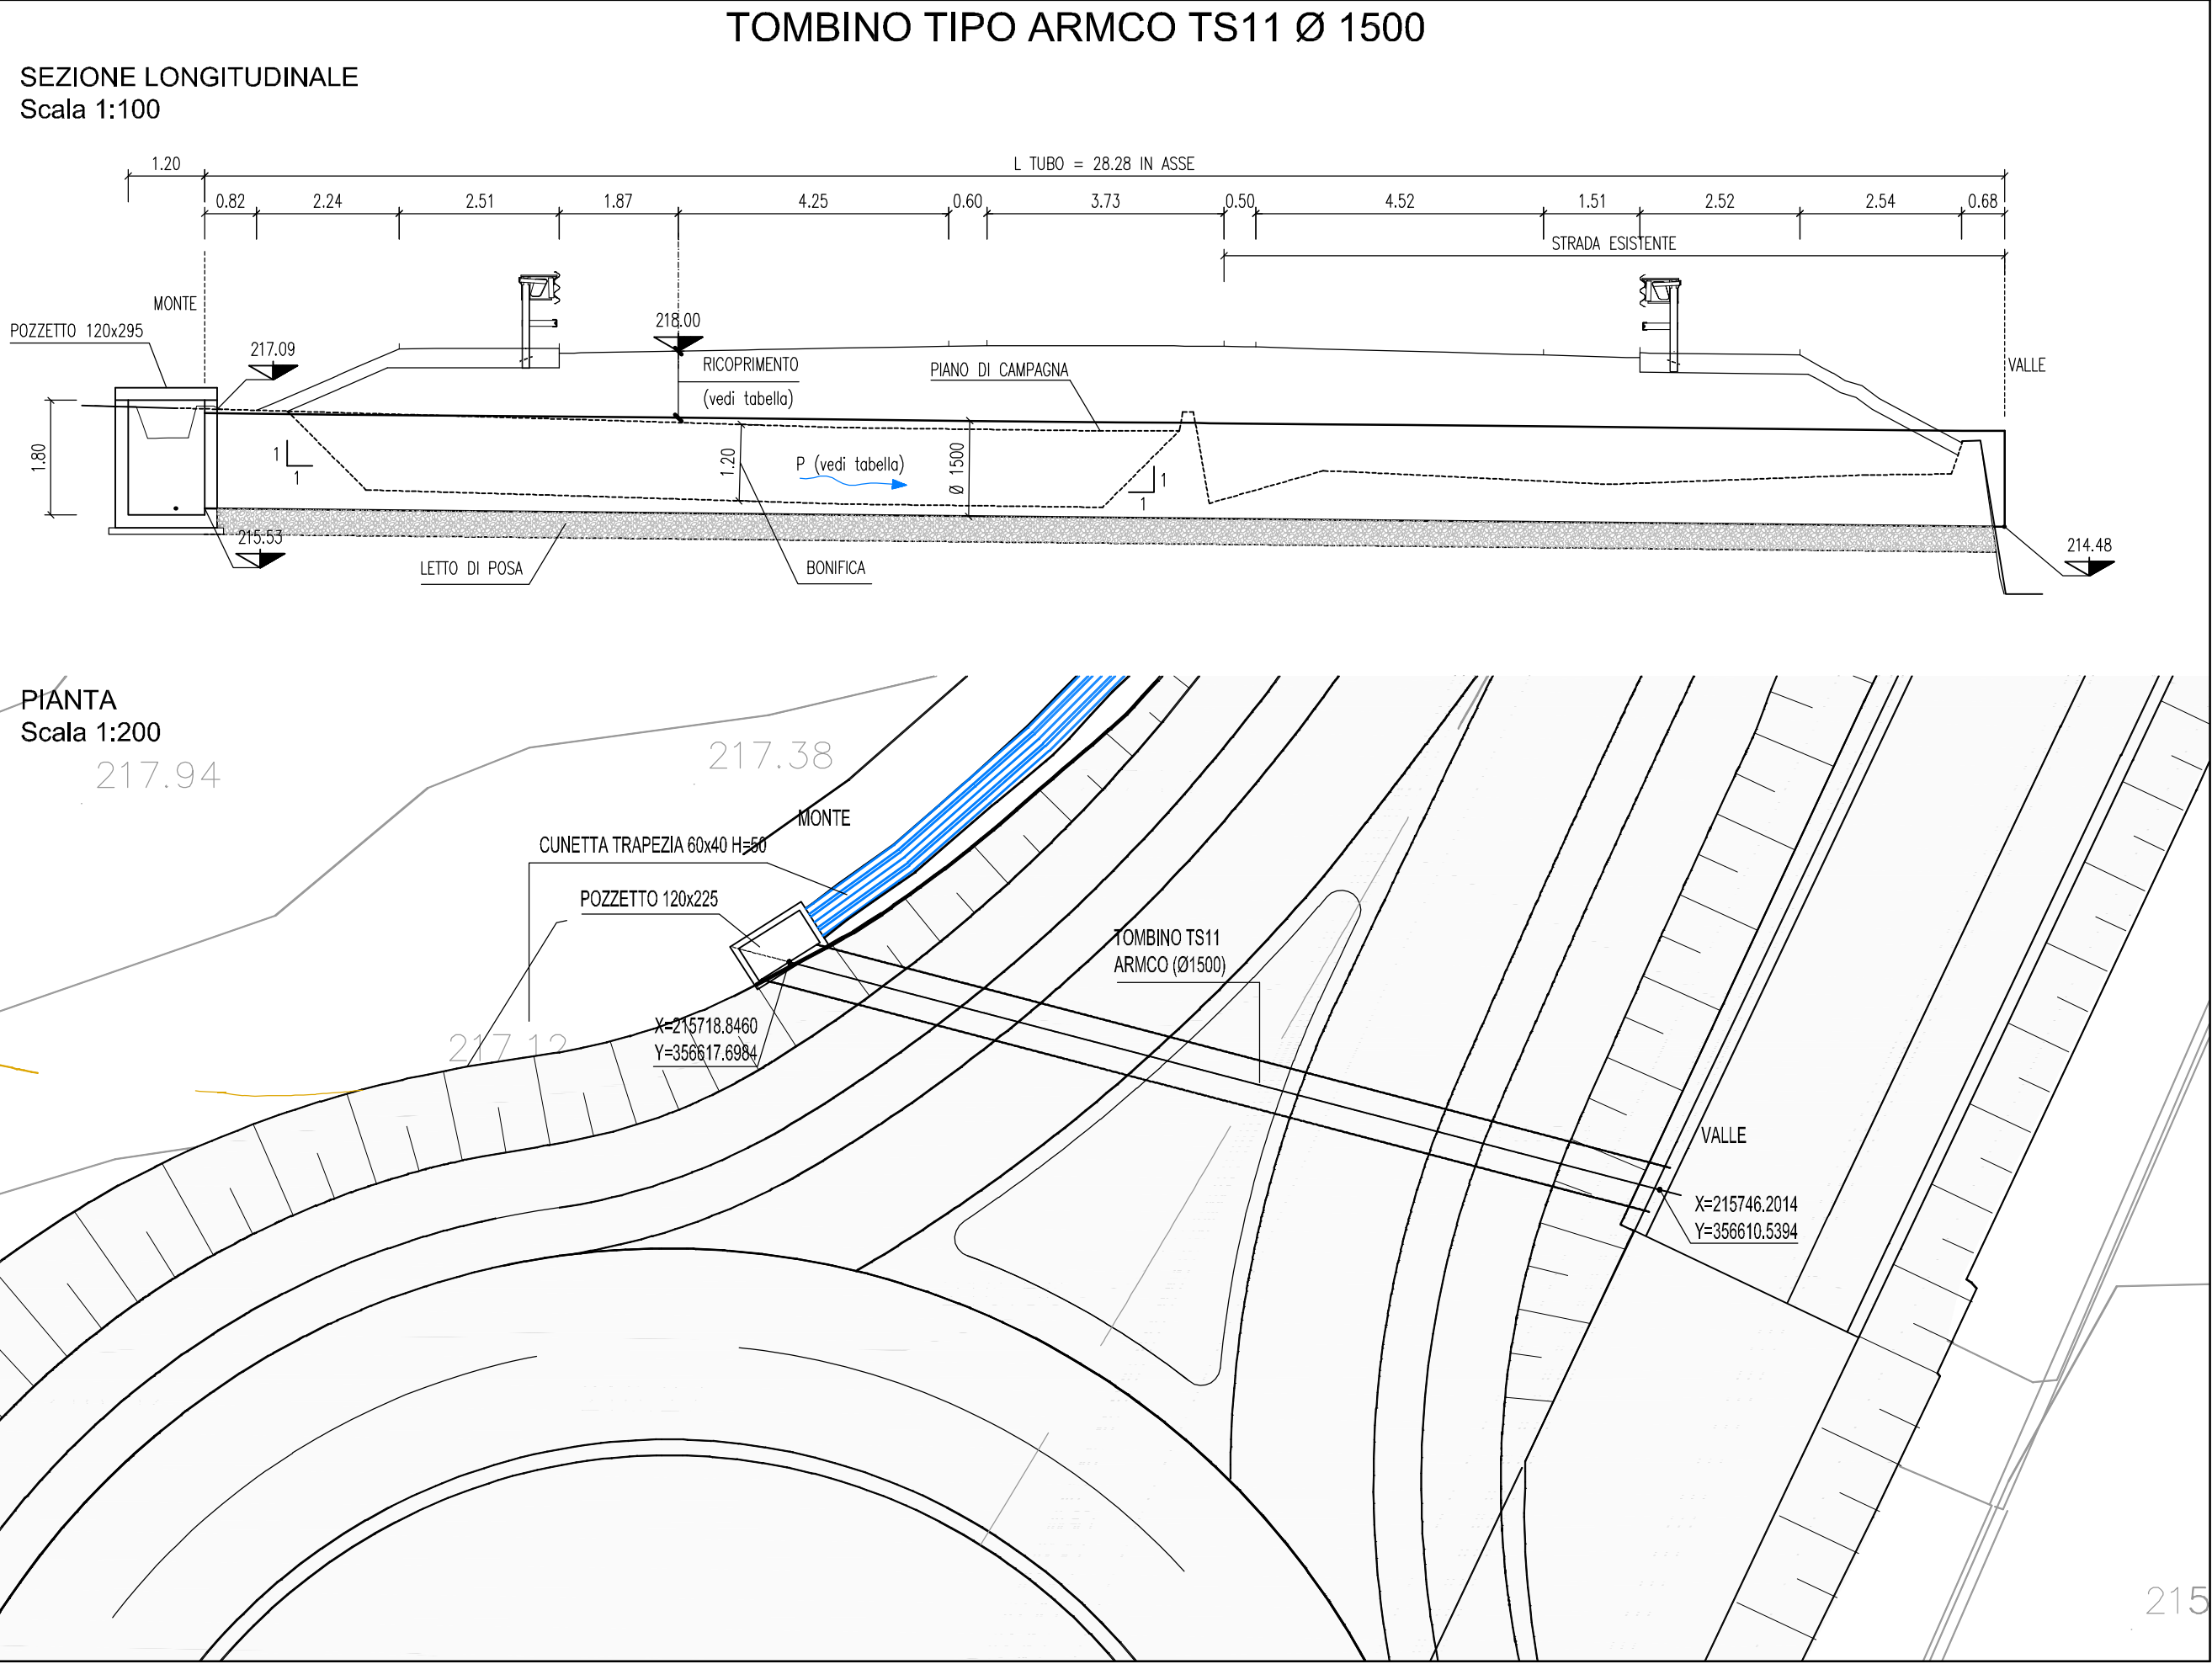 TOMBINO TIPO ARMCO TS11 Ø 1500
SEZIONE LONGITUDINALE
Scala 1:100
1.20
L TUBO = 28.28 IN ASSE
0.82
2.24
2.51
1.87
4.25
0.60
3.73
0.50
4.52
1.51
2.52
2.54
0.68
STRADA ESISTENTE
MONTE
POZZETTO 120x295
217.09
218.00
RICOPRIMENTO
(vedi tabella)
PIANO DI CAMPAGNA
VALLE
1.80
1
1
1.20
P (vedi tabella)
Ø 1500
1
1
215.53
LETTO DI POSA
BONIFICA
214.48
PIANTA
Scala 1:200
217.94
217.38
MONTE
CUNETTA TRAPEZIA 60x40 H=50
POZZETTO 120x225
TOMBINO TS11
ARMCO (Ø1500)
217.12
X=215718.8460
Y=356617.6984
VALLE
X=215746.2014
Y=356610.5394
215